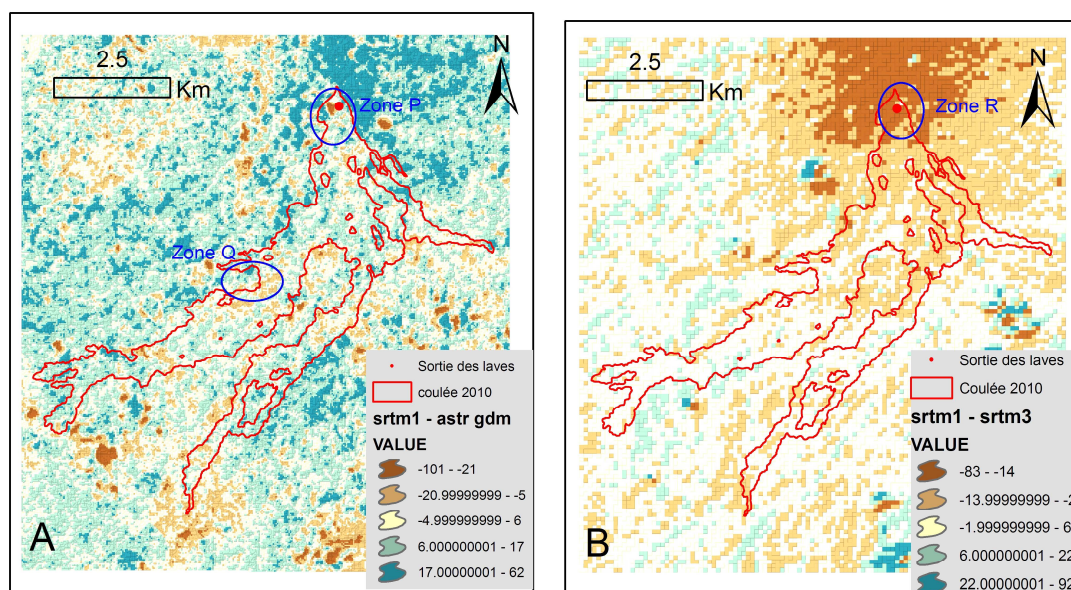 N
2.5
Km
Zone P
Zone Q
Sortie des laves
coulée 2010
srtm1 - astr gdm
VALUE
-101 - -21
-20.99999999 - -5
-4.999999999 - 6
6.000000001 - 17
17.00000001 - 62
A
N
2.5
Km
Zone R
Sortie des laves
Coulée 2010
srtm1 - srtm3
VALUE
-83 - -14
-13.99999999 - -2
-1.999999999 - 6
6.000000001 - 22
22.00000001 - 92
B